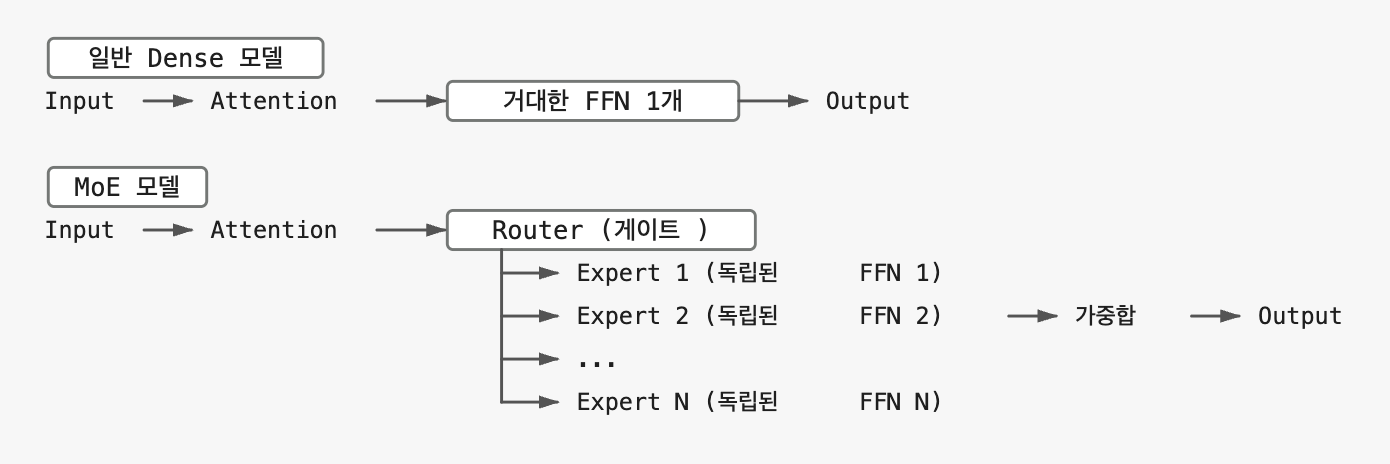 일반 Dense 모델
Input Attention 거대한 FFN 1개 Output
MoE 모델
Input Attention Router (게이트 )
Expert 1 (독립된 FFN 1)
Expert 2 (독립된 FFN 2) 가중합 Output
...
Expert N (독립된 FFN N)